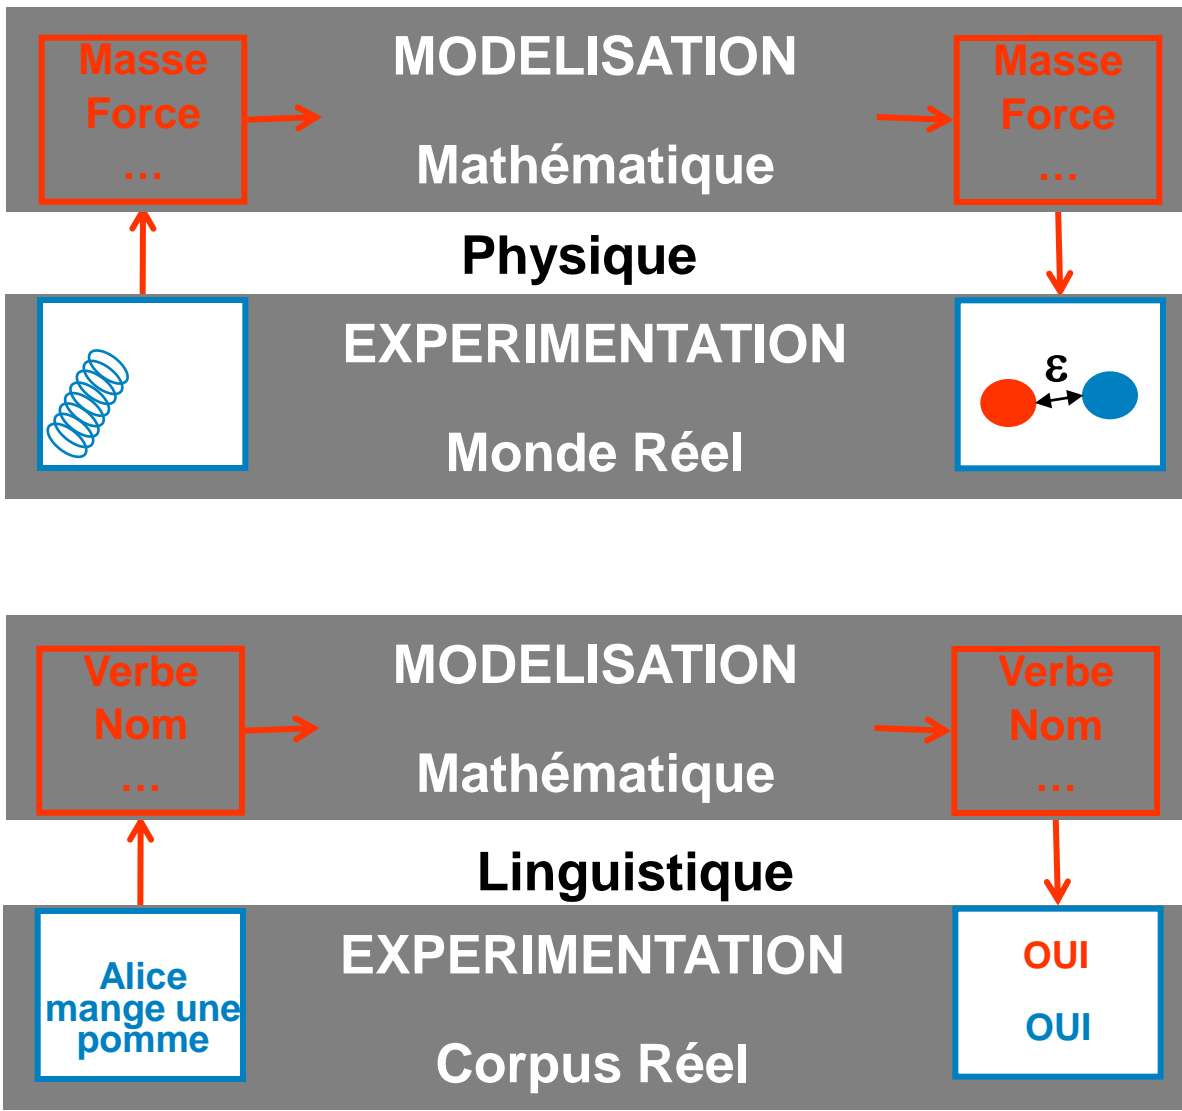 Masse
Force
...
MODELISATION
Mathématique
Masse
Force
...
Physique
EXPERIMENTATION
Monde Réel
ε
Verbe
Nom
...
MODELISATION
Mathématique
Verbe
Nom
...
Linguistique
Alice
mange une
pomme
EXPERIMENTATION
Corpus Réel
OUI
OUI